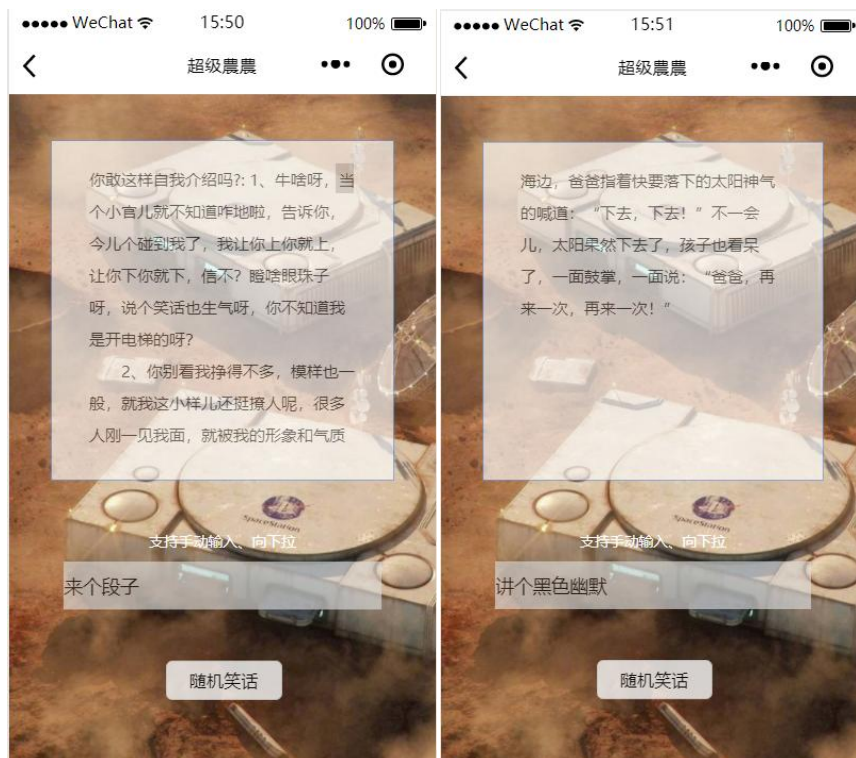 WeChat 15:50 100%
超级農農
你敢这样自我介绍吗?: 1、牛啥呀，当
个小官儿就不知道咋地啦，告诉你，
今儿个碰到我了，我让你上你就上，
让你下你就下，信不？瞪啥眼珠子
呀，说个笑话也生气呀，你不知道我
是开电梯的呀?
2、你别看我挣得不多，模样也一
般，就我这小样儿还挺撩人呢，很多
人刚一见我面，就被我的形象和气质
SpaceStation
支持手动输入、向下拉
来个段子
随机笑话
WeChat 15:51 100%
超级農農
海边，爸爸指着快要落下的太阳神气
的喊道：“下去，下去！”不一会
儿，太阳果然下去了，孩子也看呆
了，一面鼓掌，一面说：“爸爸，再
来一次，再来一次！”
SpaceStation
支持手动输入、向下拉
讲个黑色幽默
随机笑话